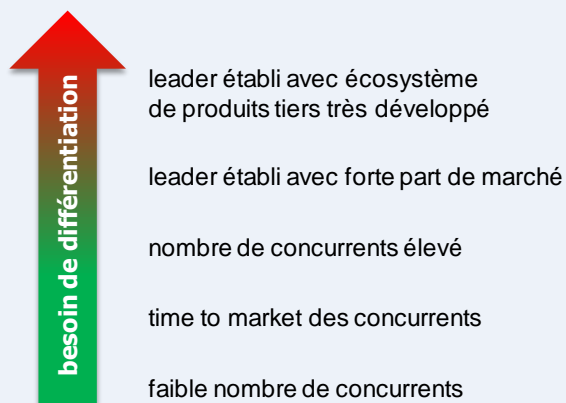 besoin de différentiation
leader établi avec écosystème
de produits tiers très développé
leader établi avec forte part de marché
nombre de concurrents élevé
time to market des concurrents
faible nombre de concurrents